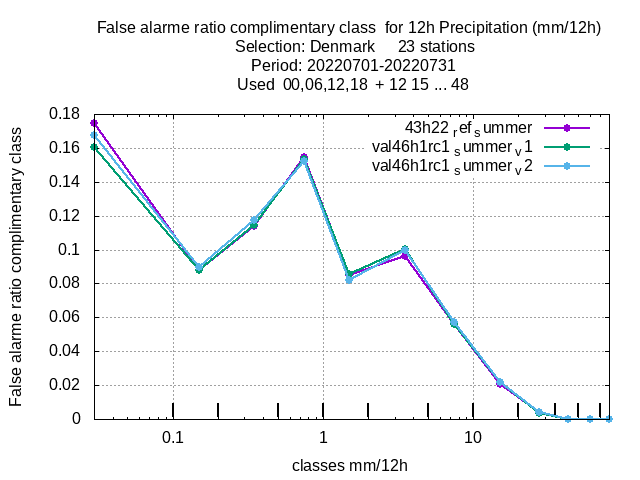 False alarme ratio complimentary class  for 12h Precipitation (mm/12h)
Selection: Denmark     23 stations
Period: 20220701-20220731
Used  00,06,12,18  + 12 15 ... 48
43h22 ref summer
val46h1rc1 summer v1
val46h1rc1 summer v2
False alarme ratio complimentary class
0.18
0.16
0.14
0.12
0.1
0.08
0.06
0.04
0.02
0
0.1 1 10
classes mm/12h